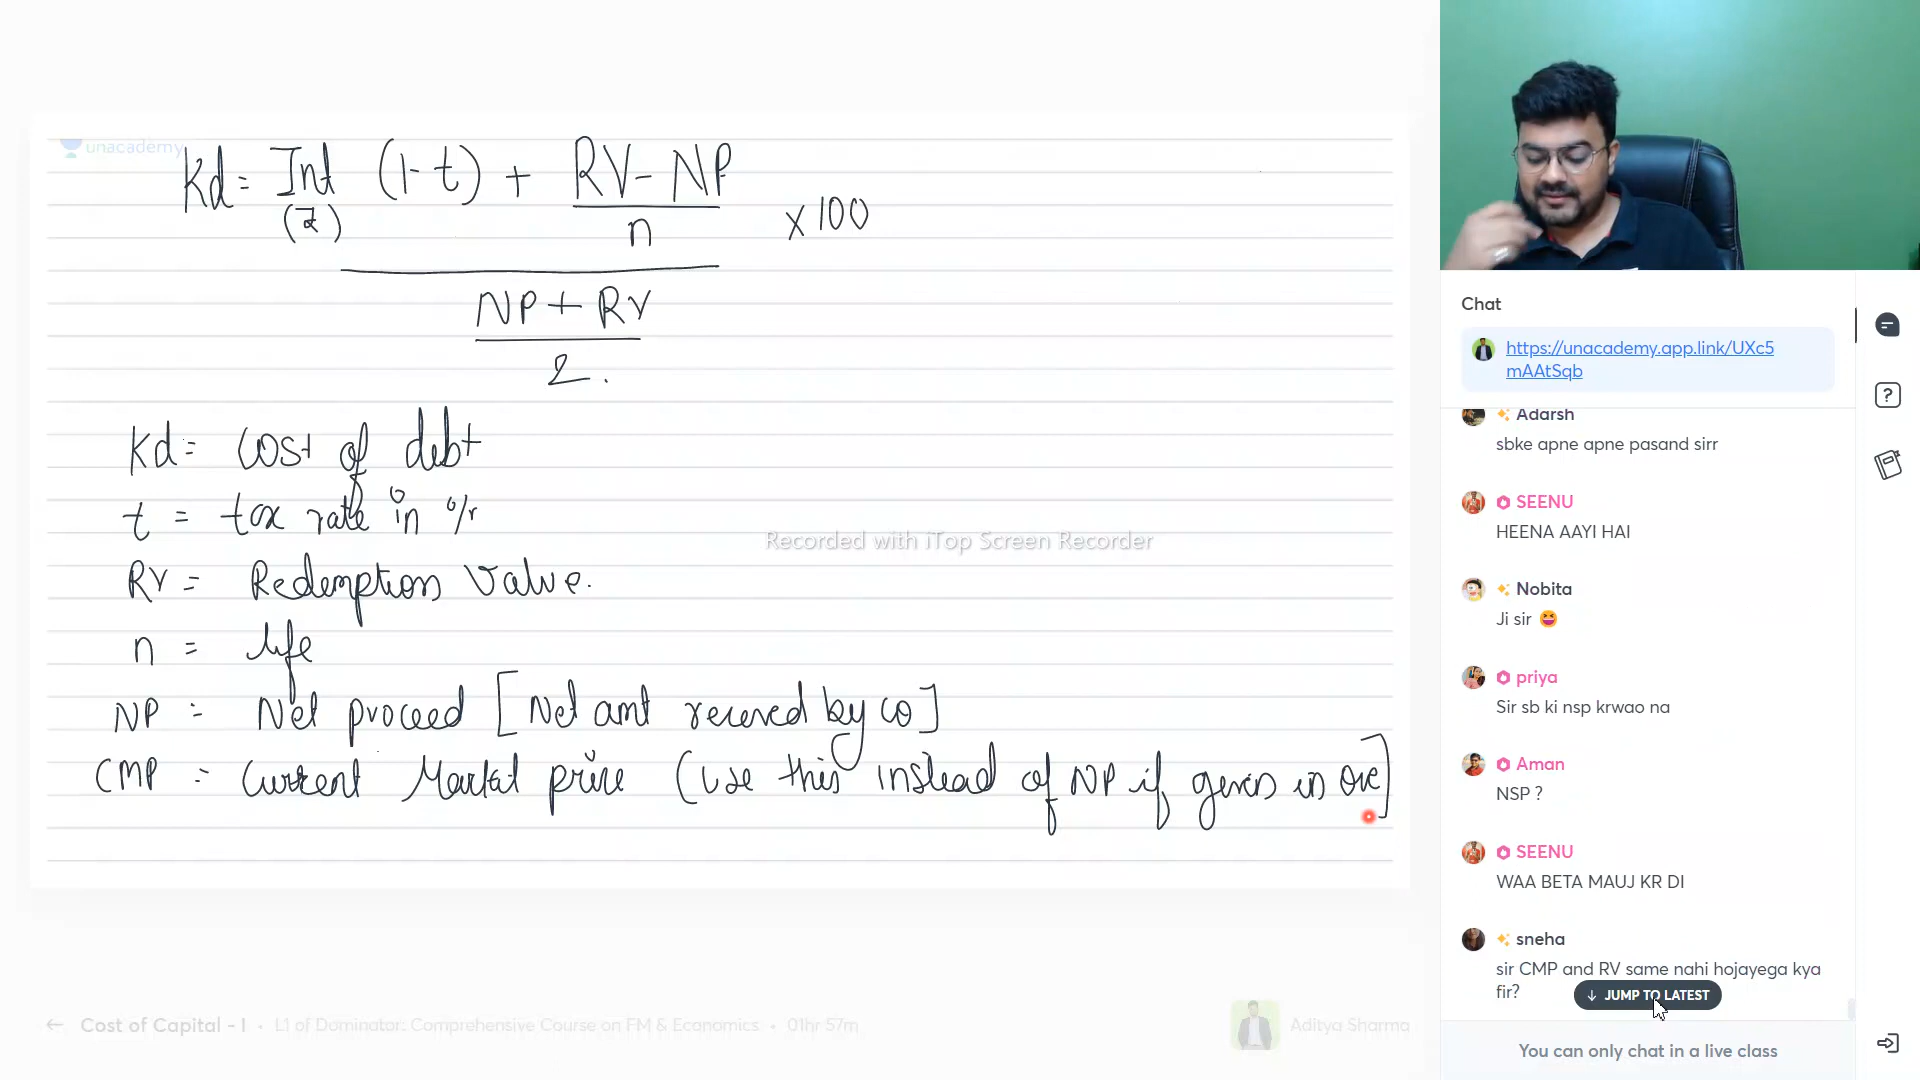 unacademy
Kd = Int (1-t) + RV- NP
(₹)
n
x 100
NP + RV
2.
Kd = Cost of debt
t = tax rate in %
RV = Redemption Value.
n = life
NP = Net proceed [Net amt received by co]
CMP = Current Market price (use this instead of NP if given in
Recorded with iTop Screen Recorder
← Cost of Capital - I • L1 of Dominator: Comprehensive Course on FM & Economics • 01hr 57m
Aditya Sharma
Chat
https://unacademy.app.link/UXc5
mAAtSqb
Adarsh
sbke apne apne pasand sirr
SEENU
HEENA AAYI HAI
Nobita
Ji sir 😆
priya
Sir sb ki nsp krwao na
Aman
NSP ?
SEENU
WAA BETA MAUJ KR DI
sneha
sir CMP and RV same nahi hojayega kya
fir?
↓ JUMP TO LATEST
You can only chat in a live class